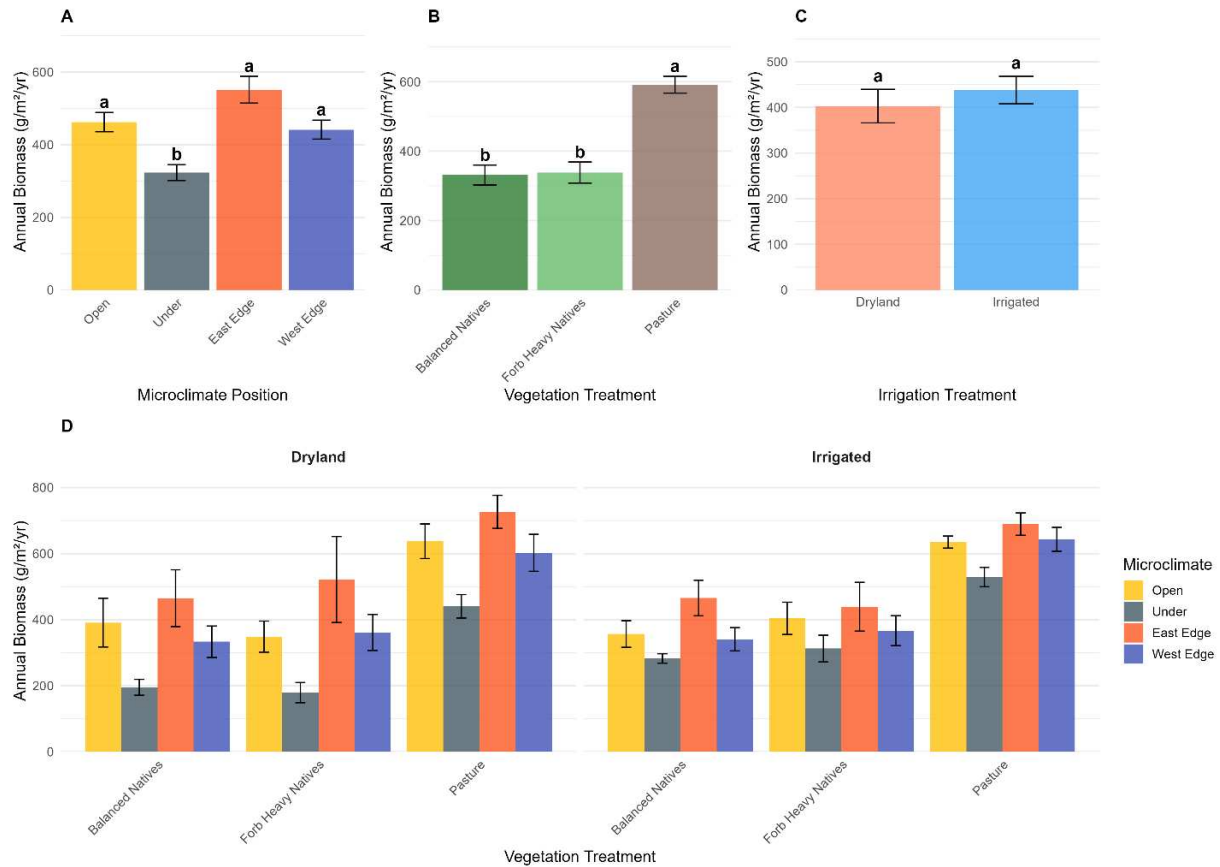 A
Annual Biomass (g/m²/yr)
600
400
200
0
a
b
a
a
Open
Under
East Edge
West Edge
Microclimate Position
B
Annual Biomass (g/m²/yr)
600
400
200
0
b
b
a
Balanced Natives
Forb Heavy Natives
Pasture
Vegetation Treatment
C
Annual Biomass (g/m²/yr)
500
400
300
200
100
0
a
a
Dryland
Irrigated
Irrigation Treatment
D
Dryland
Irrigated
Annual Biomass (g/m²/yr)
800
600
400
200
0
Balanced Natives
Forb Heavy Natives
Pasture
Balanced Natives
Forb Heavy Natives
Pasture
Vegetation Treatment
Microclimate
Open
Under
East Edge
West Edge